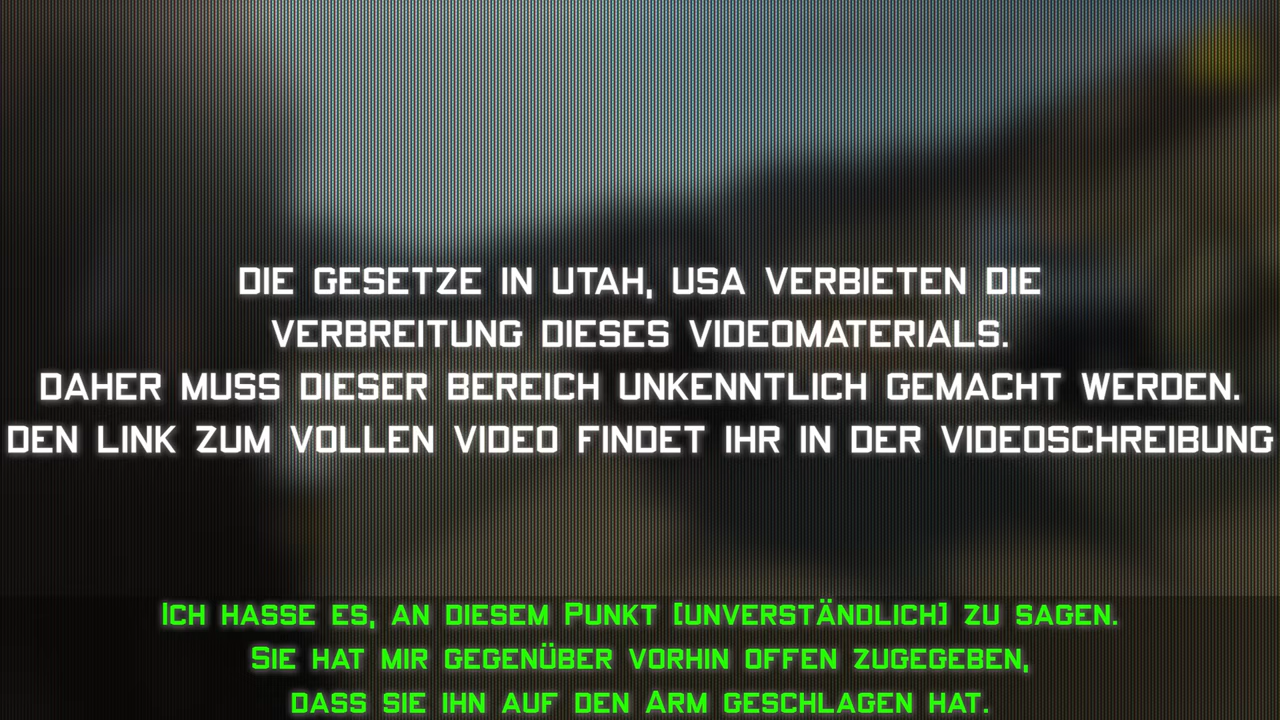 DIE GESETZE IN UTAH, USA VERBIETEN DIE
VERBREITUNG DIESES VIDEOMATERIALS.
DAHER MUSS DIESER BEREICH UNKENNTLICH GEMACHT WERDEN.
DEN LINK ZUM VOLLEN VIDEO FINDET IHR IN DER VIDEOSCHREIBUNG
ICH HASSE ES, AN DIESEM PUNKT [UNVERSTÄNDLICH] ZU SAGEN.
SIE HAT MIR GEGENÜBER VORHIN OFFEN ZUGEGEBEN,
DASS SIE IHN AUF DEN ARM GESCHLAGEN HAT.